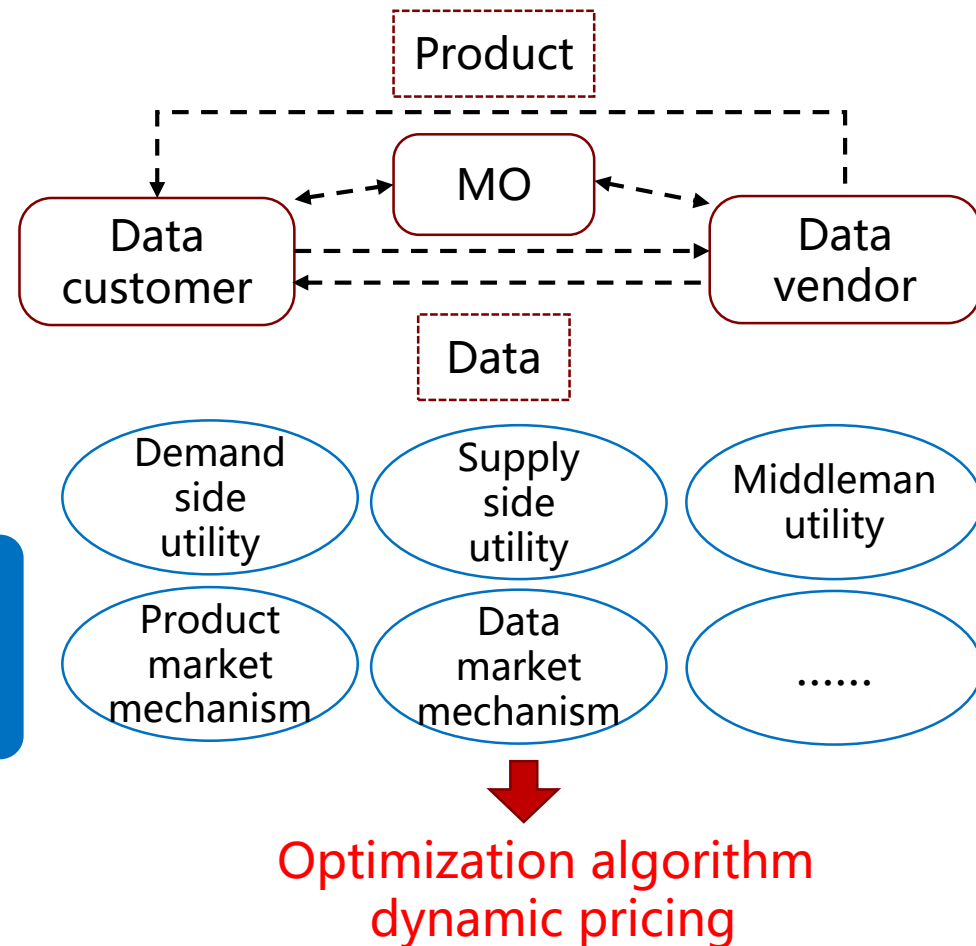 Product
MO
Data
customer
Data
vendor
Data
Demand
side
utility
Supply
side
utility
Middleman
utility
Product
market
mechanism
Data
market
mechanism
......
Optimization algorithm
dynamic pricing